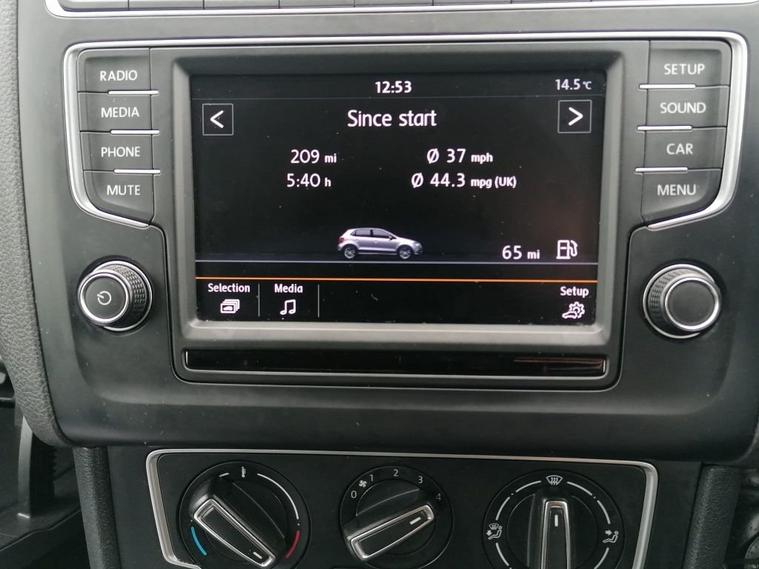 RADIO
MEDIA
PHONE
MUTE
12:53
14.5 °C
<
Since start
>
209 mi
Ø 37 mph
5:40 h
Ø 44.3 mpg (UK)
65 mi
Selection
Media
Setup
SETUP
SOUND
CAR
MENU
0 1 2 3 4